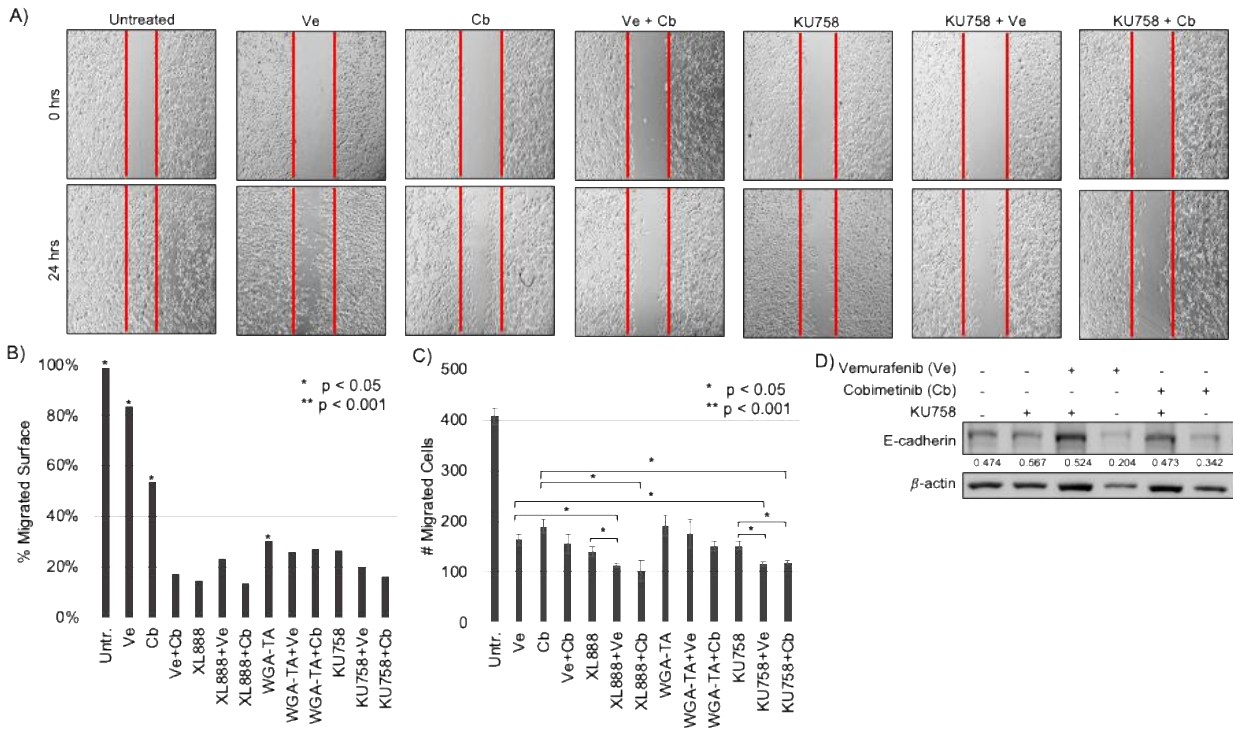 A)
Untreated Ve Cb Ve + Cb KU758 KU758 + Ve KU758 + Cb
0 hrs
24 hrs
B)
% Migrated Surface
100%
80%
60%
40%
20%
0%
* p < 0.05
** p < 0.001
* * * *
Untr. Ve Cb Ve+Cb XL888 XL888+Ve XL888+Cb WGA-TA WGA-TA+Ve WGA-TA+Cb KU758 KU758+Ve KU758+Cb
C)
# Migrated Cells
500
400
300
200
100
0
* p < 0.05
** p < 0.001
*
*
*
*
*
*
*
Untr. Ve Cb Ve+Cb XL888 XL888+Ve XL888+Cb WGA-TA WGA-TA+Ve WGA-TA+Cb KU758 KU758+Ve KU758+Cb
D)
Vemurafenib (Ve) - - + + - -
Cobimetinib (Cb) - - - - + +
KU758 - + + - + -
E-cadherin
0.474 0.567 0.524 0.204 0.473 0.342
β-actin